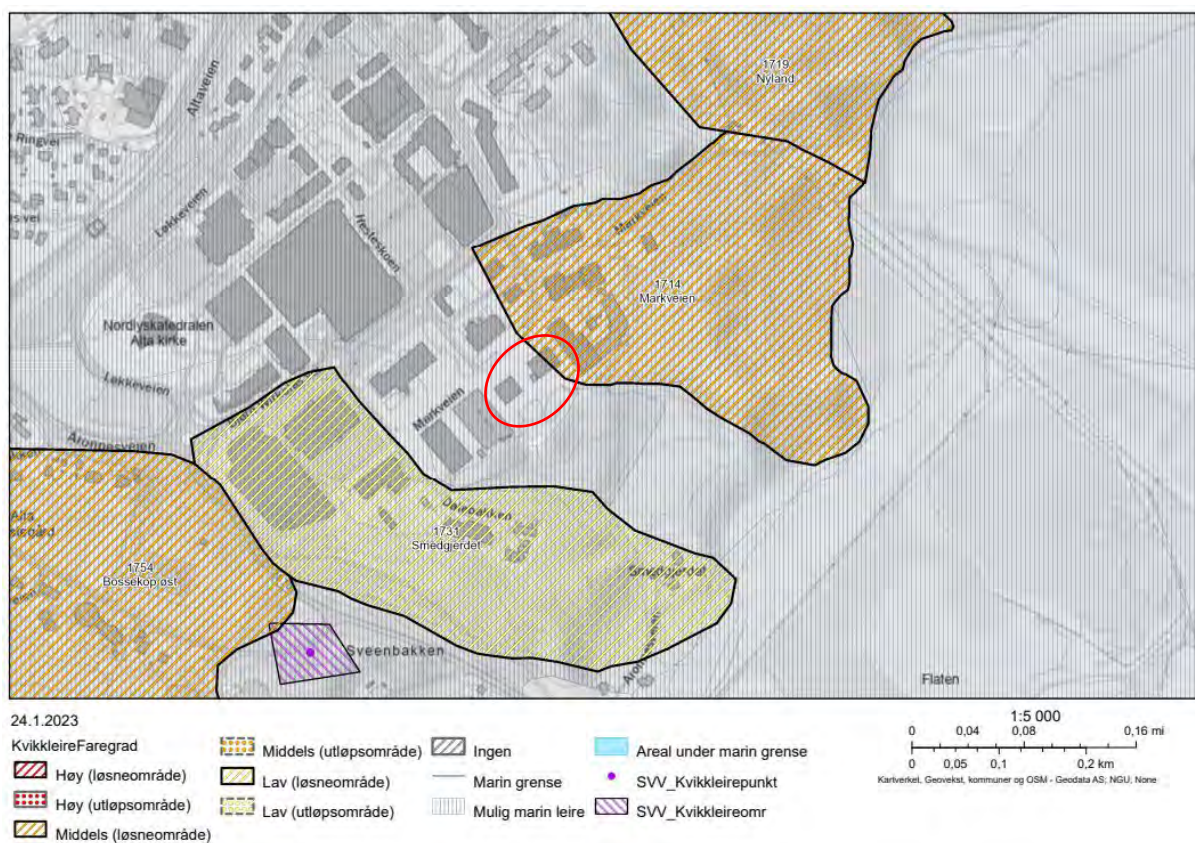 1719
Nyland
Altaveien
Ringvei
Løkkeveien
Hesteskoen
Markveien
1714
Markveien
Nordlyskatedralen
Alta kirke
Løkkeveien
Markveien
Aronnesveien
1731
Smedgjerdet
1754
Bossekop øst
Sveenbakken
Flaten
24.1.2023
KvikkleireFaregrad
Høy (løsneområde)
Høy (utløpsområde)
Middels (løsneområde)
Middels (utløpsområde)
Lav (løsneområde)
Lav (utløpsområde)
Ingen
Marin grense
Mulig marin leire
Areal under marin grense
SVV_Kvikkleirepunkt
SVV_Kvikkleireomr
1:5 000
0 0,04 0,08 0,16 mi
0 0,05 0,1 0,2 km
Kartverket, Geovekst, kommuner og OSM - Geodata AS; NGU; None